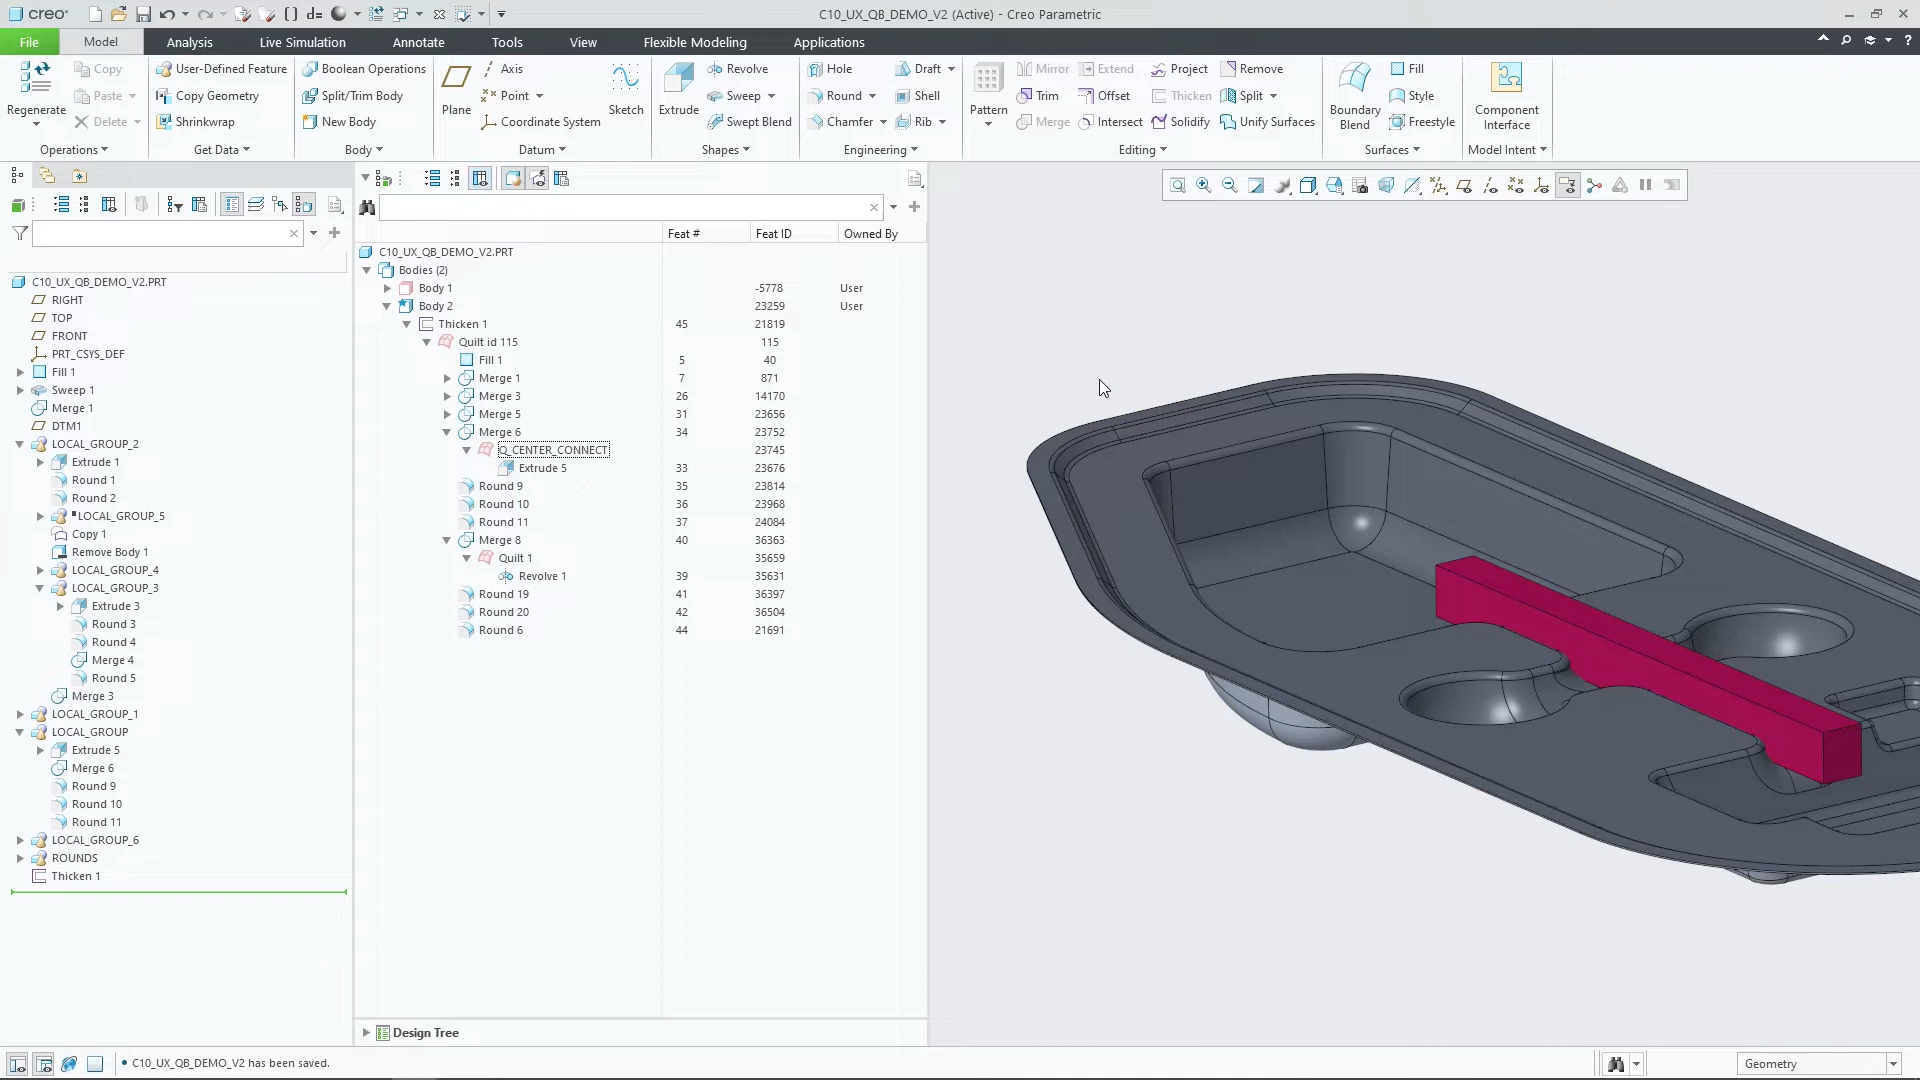 creo
d=
C10_UX_QB_DEMO_V2 (Active) - Creo Parametric
File
Model
Analysis
Live Simulation
Annotate
Tools
View
Flexible Modeling
Applications
Regenerate
Copy
Paste
Delete
Operations
User-Defined Feature
Copy Geometry
Shrinkwrap
Get Data
Boolean Operations
Split/Trim Body
New Body
Body
Plane
Axis
Point
Coordinate System
Sketch
Datum
Extrude
Revolve
Sweep
Swept Blend
Shapes
Hole
Round
Chamfer
Draft
Shell
Rib
Engineering
Pattern
Mirror
Trim
Merge
Extend
Offset
Intersect
Project
Thicken
Solidify
Remove
Split
Unify Surfaces
Editing
Boundary Blend
Fill
Style
Freestyle
Surfaces
Component Interface
Model Intent
C10_UX_QB_DEMO_V2.PRT
RIGHT
TOP
FRONT
PRT_CSYS_DEF
Fill 1
Sweep 1
Merge 1
DTM1
LOCAL_GROUP_2
Extrude 1
Round 1
Round 2
LOCAL_GROUP_5
Copy 1
Remove Body 1
LOCAL_GROUP_4
LOCAL_GROUP_3
Extrude 3
Round 3
Round 4
Merge 4
Round 5
Merge 3
LOCAL_GROUP_1
LOCAL_GROUP
Extrude 5
Merge 6
Round 9
Round 10
Round 11
LOCAL_GROUP_6
ROUNDS
Thicken 1
Feat # Feat ID Owned By
C10_UX_QB_DEMO_V2.PRT
Bodies (2)
Body 1 -5778 User
Body 2 23259 User
Thicken 1 45 21819
Quilt id 115 115
Fill 1 5 40
Merge 1 7 871
Merge 3 26 14170
Merge 5 31 23656
Merge 6 34 23752
Q_CENTER_CONNECT 23745
Extrude 5 33 23676
Round 9 35 23814
Round 10 36 23968
Round 11 37 24084
Merge 8 40 36363
Quilt 1 35659
Revolve 1 39 35631
Round 19 41 36397
Round 20 42 36504
Round 6 44 21691
Design Tree
• C10_UX_QB_DEMO_V2 has been saved.
Geometry